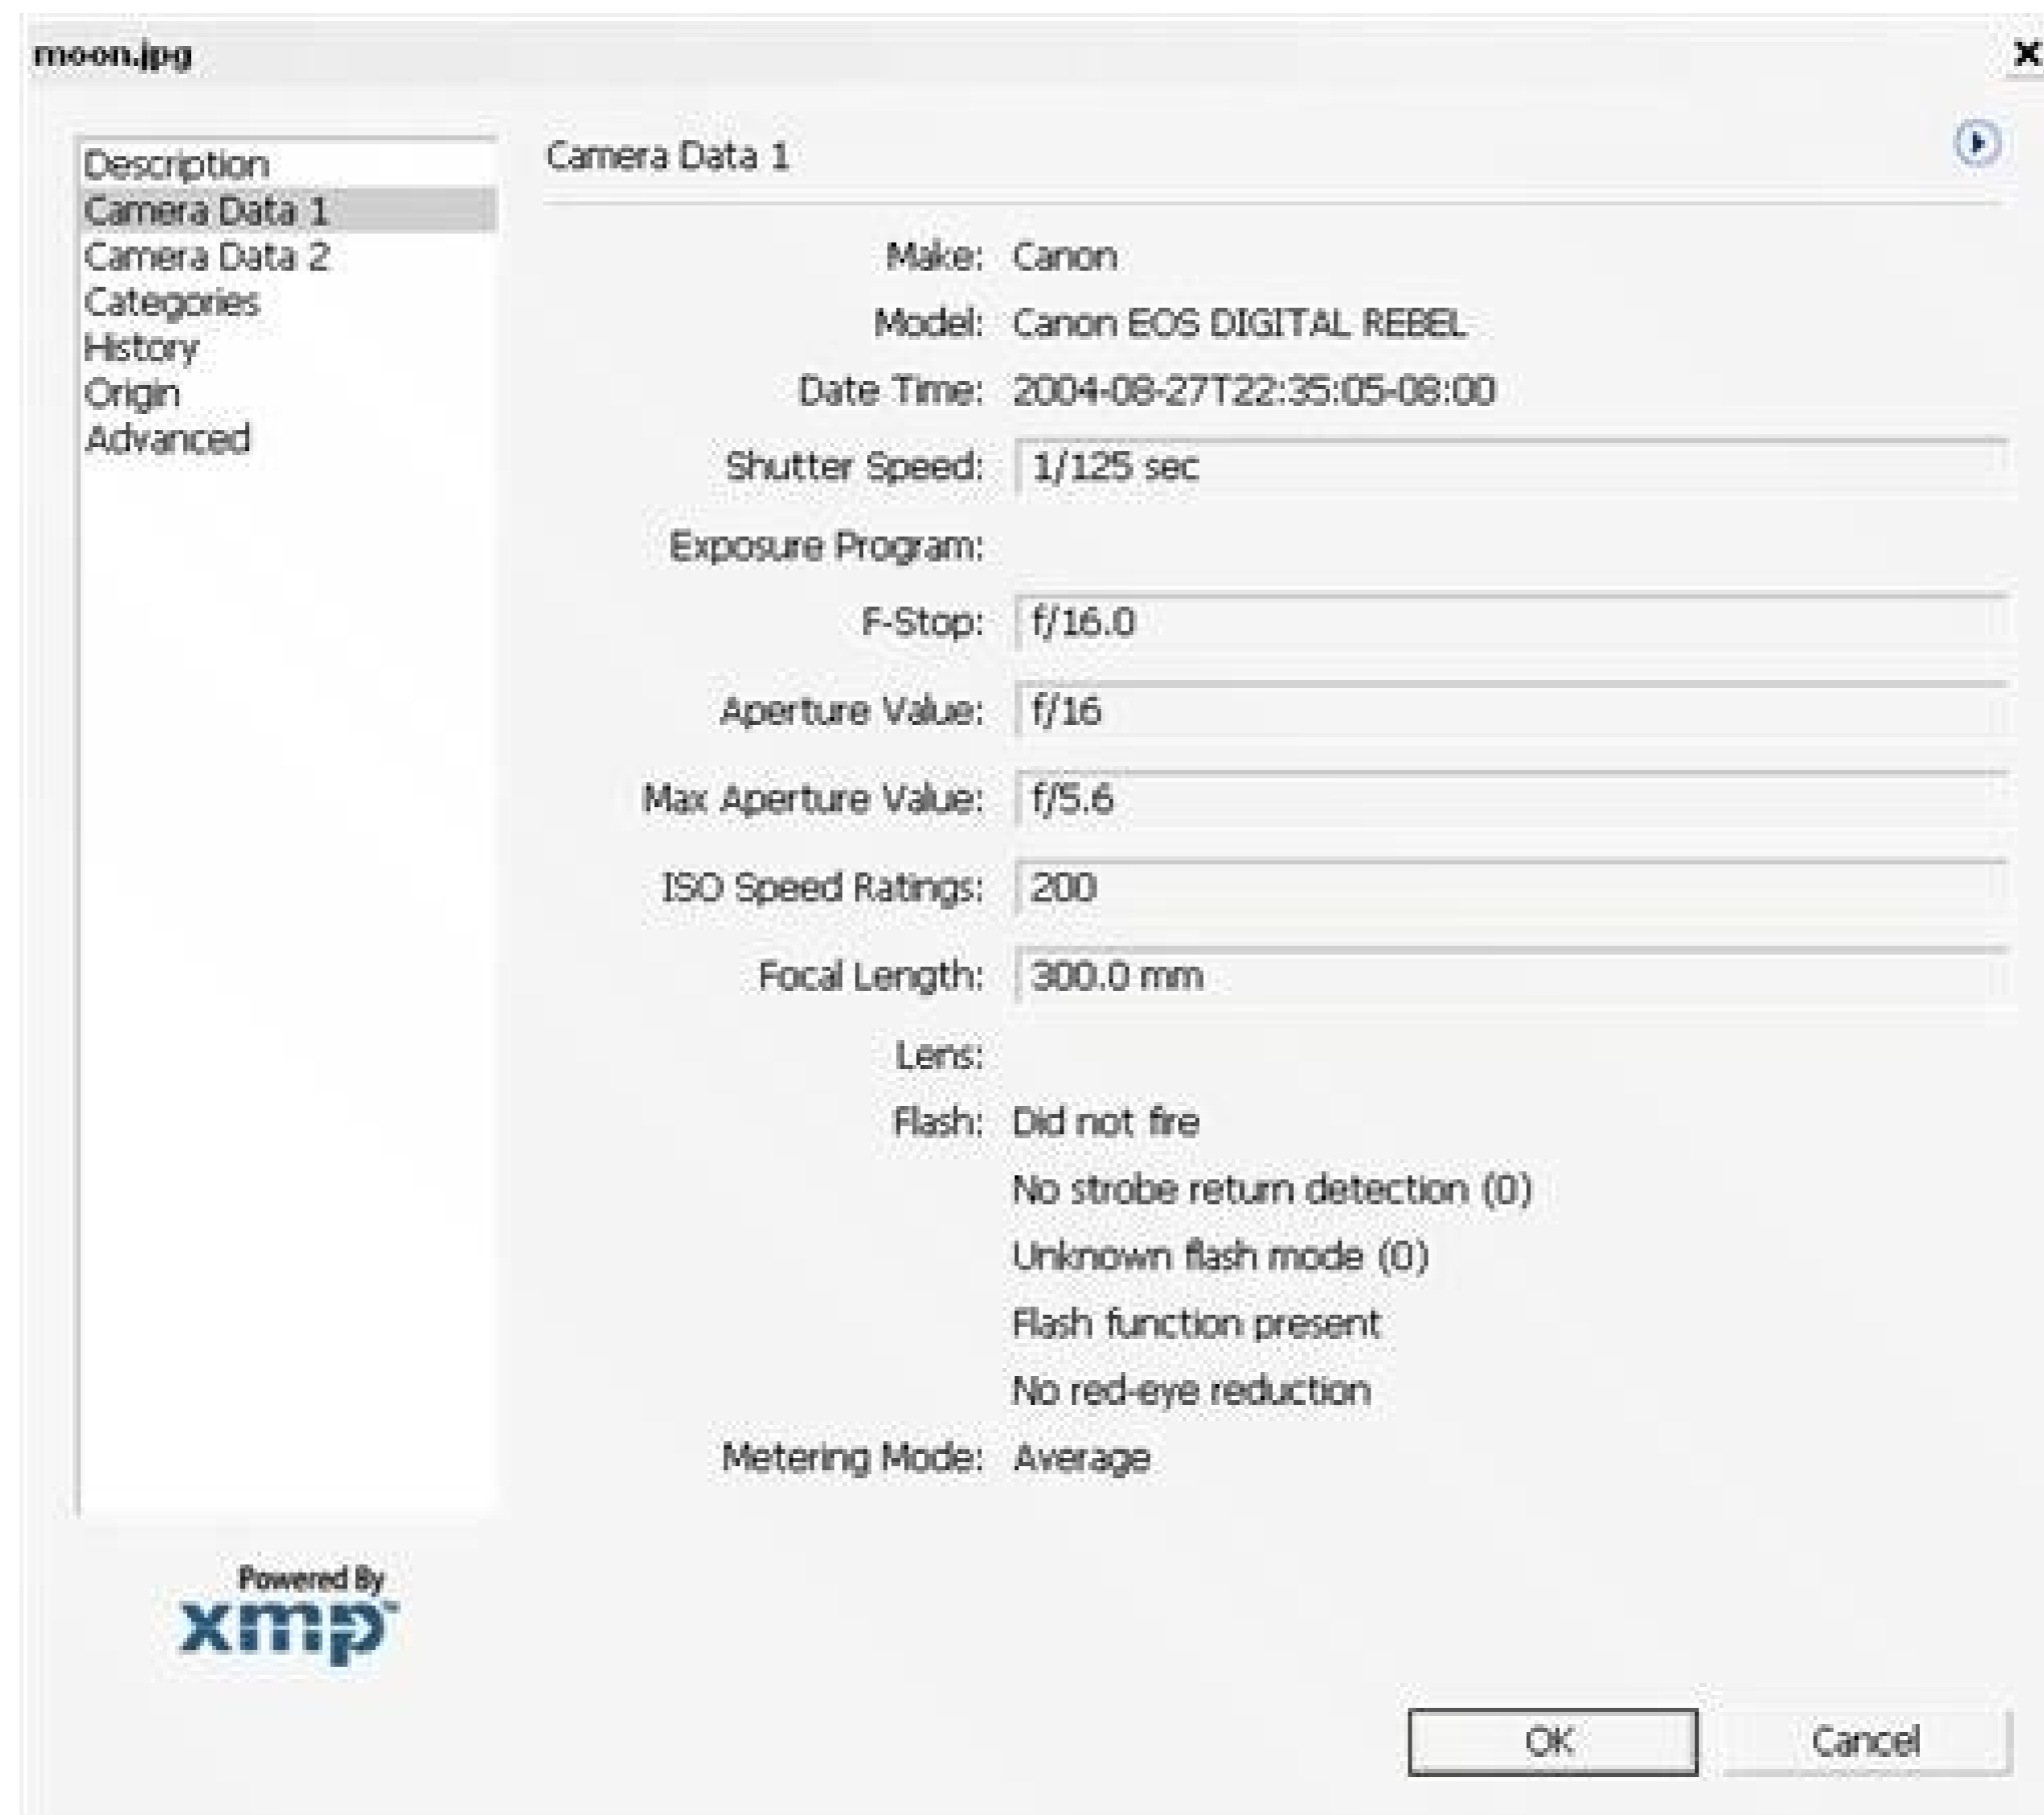 moon.jpg
Description
Camera Data 1
Camera Data 2
Categories
History
Origin
Advanced
Powered By
xmp™
Camera Data 1
Make: Canon
Model: Canon EOS DIGITAL REBEL
Date Time: 2004-08-27T22:35:05-08:00
Shutter Speed: 1/125 sec
Exposure Program:
F-Stop: f/16.0
Aperture Value: f/16
Max Aperture Value: f/5.6
ISO Speed Ratings: 200
Focal Length: 300.0 mm
Lens:
Flash: Did not fire
No strobe return detection (0)
Unknown flash mode (0)
Flash function present
No red-eye reduction
Metering Mode: Average
OK Cancel